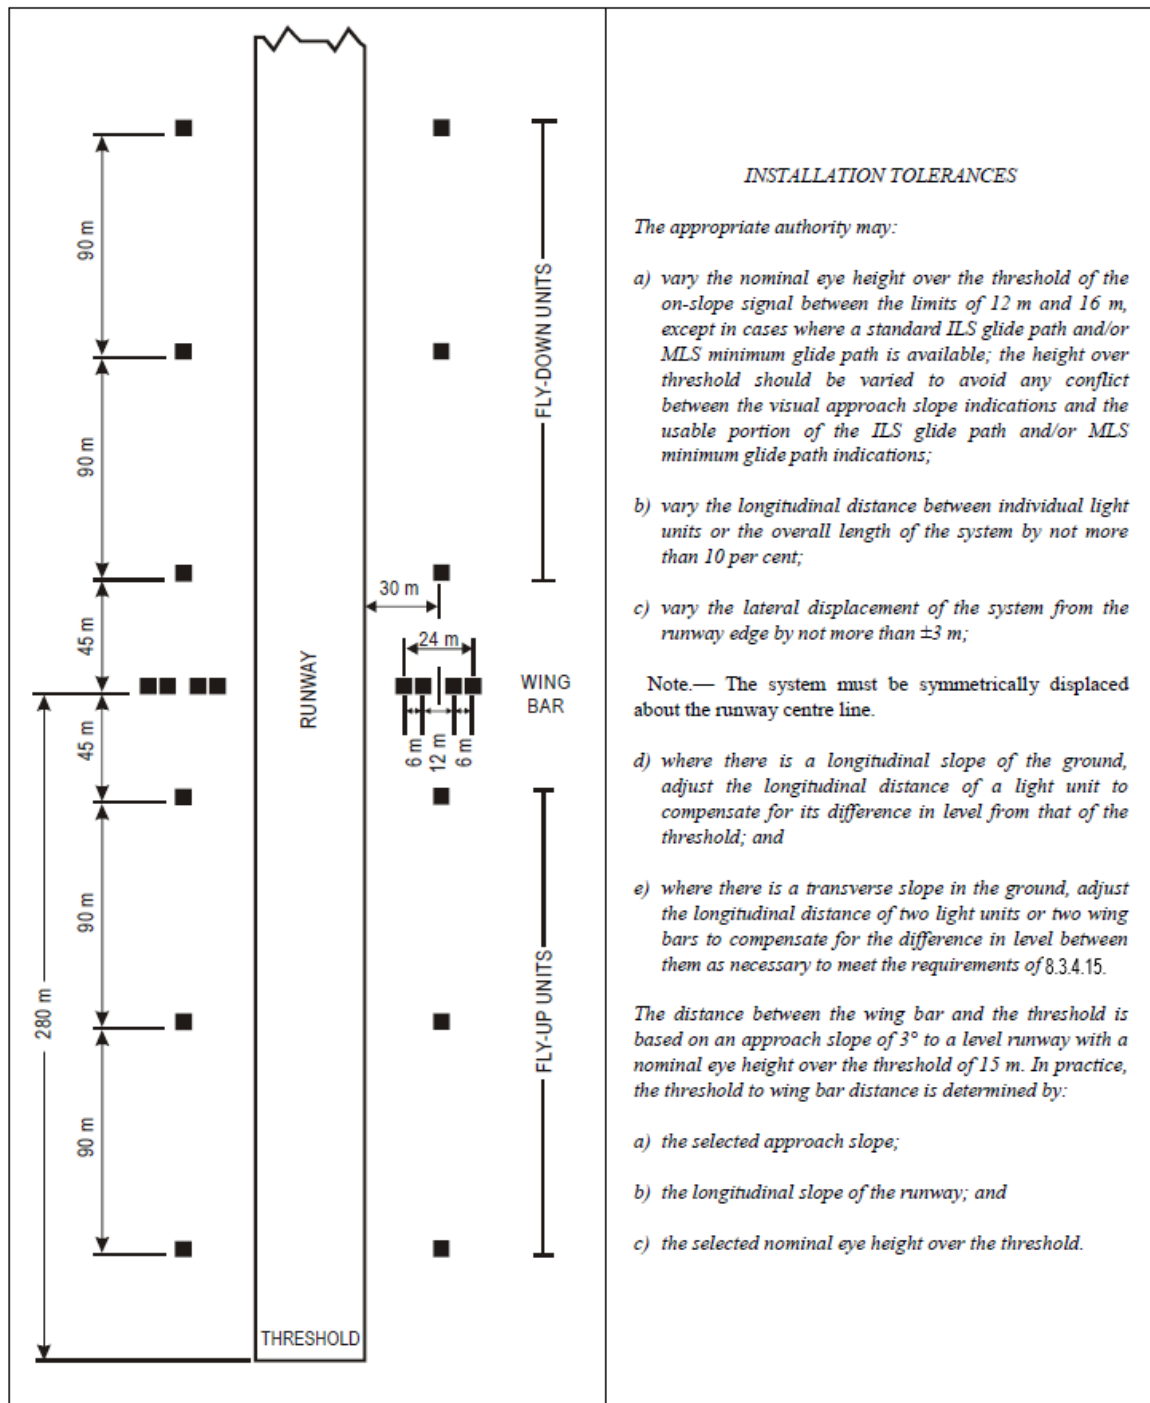 90 m
90 m
45 m
45 m
90 m
90 m
280 m
RUNWAY
THRESHOLD
30 m
24 m
6 m
12 m
6 m
WING
BAR
FLY-DOWN UNITS
FLY-UP UNITS
INSTALLATION TOLERANCES
The appropriate authority may:
a) vary the nominal eye height over the threshold of the
on-slope signal between the limits of 12 m and 16 m,
except in cases where a standard ILS glide path and/or
MLS minimum glide path is available; the height over
threshold should be varied to avoid any conflict
between the visual approach slope indications and the
usable portion of the ILS glide path and/or MLS
minimum glide path indications;
b) vary the longitudinal distance between individual light
units or the overall length of the system by not more
than 10 per cent;
c) vary the lateral displacement of the system from the
runway edge by not more than ±3 m;
Note.— The system must be symmetrically displaced
about the runway centre line.
d) where there is a longitudinal slope of the ground,
adjust the longitudinal distance of a light unit to
compensate for its difference in level from that of the
threshold; and
e) where there is a transverse slope in the ground, adjust
the longitudinal distance of two light units or two wing
bars to compensate for the difference in level between
them as necessary to meet the requirements of 8.3.4.15.
The distance between the wing bar and the threshold is
based on an approach slope of 3° to a level runway with a
nominal eye height over the threshold of 15 m. In practice,
the threshold to wing bar distance is determined by:
a) the selected approach slope;
b) the longitudinal slope of the runway; and
c) the selected nominal eye height over the threshold.